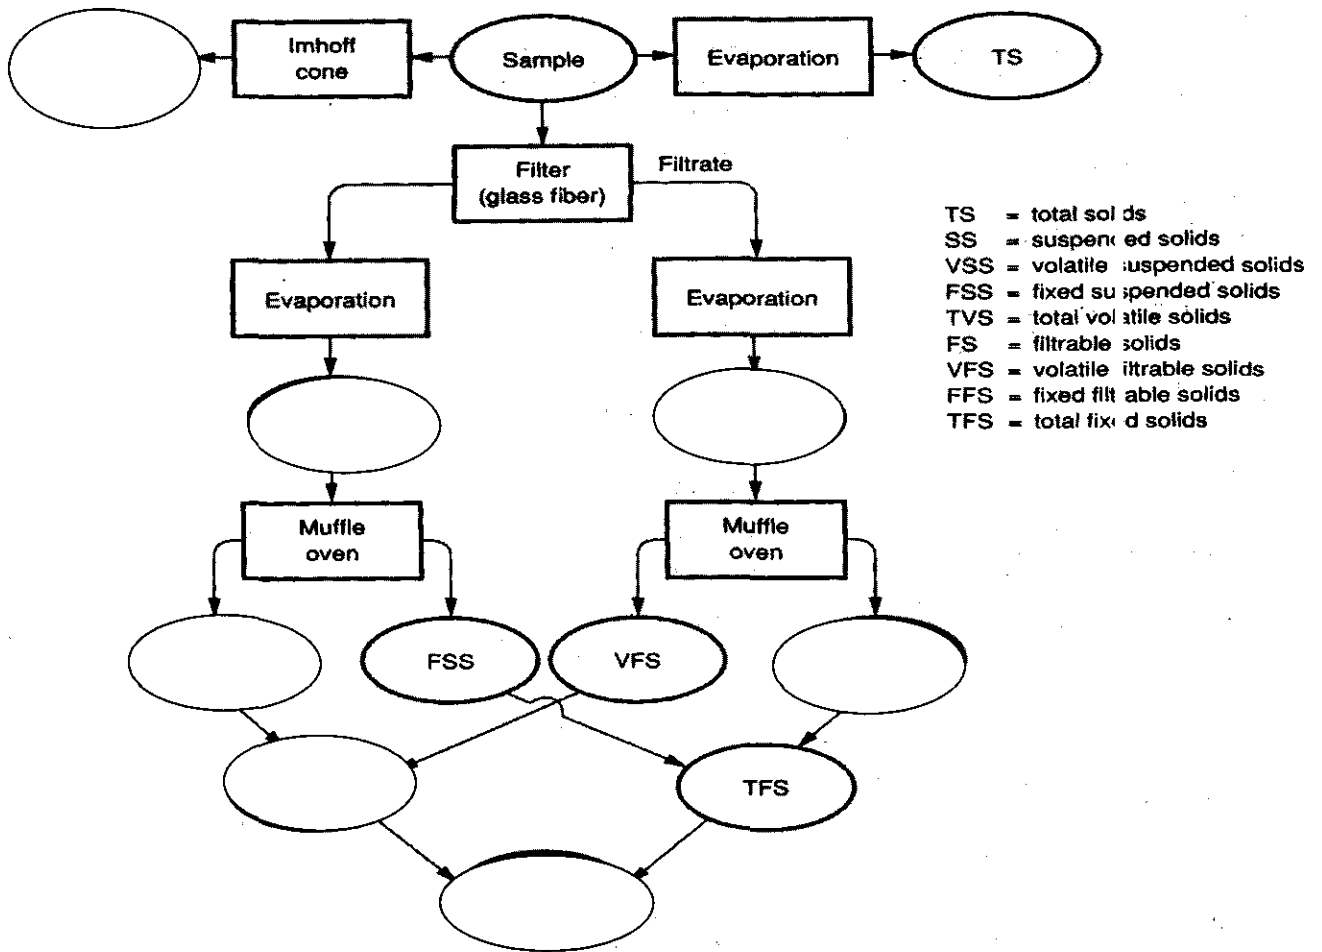 Imhoff
cone
Sample
Evaporation
TS
Filter
(glass fiber)
Filtrate
Evaporation
Evaporation
TS = total solids
SS = suspended solids
VSS = volatile suspended solids
FSS = fixed suspended solids
TVS = total volatile solids
FS = filtrable solids
VFS = volatile filtrable solids
FFS = fixed filtrable solids
TFS = total fixed solids
Muffle
oven
Muffle
oven
FSS
VFS
TFS